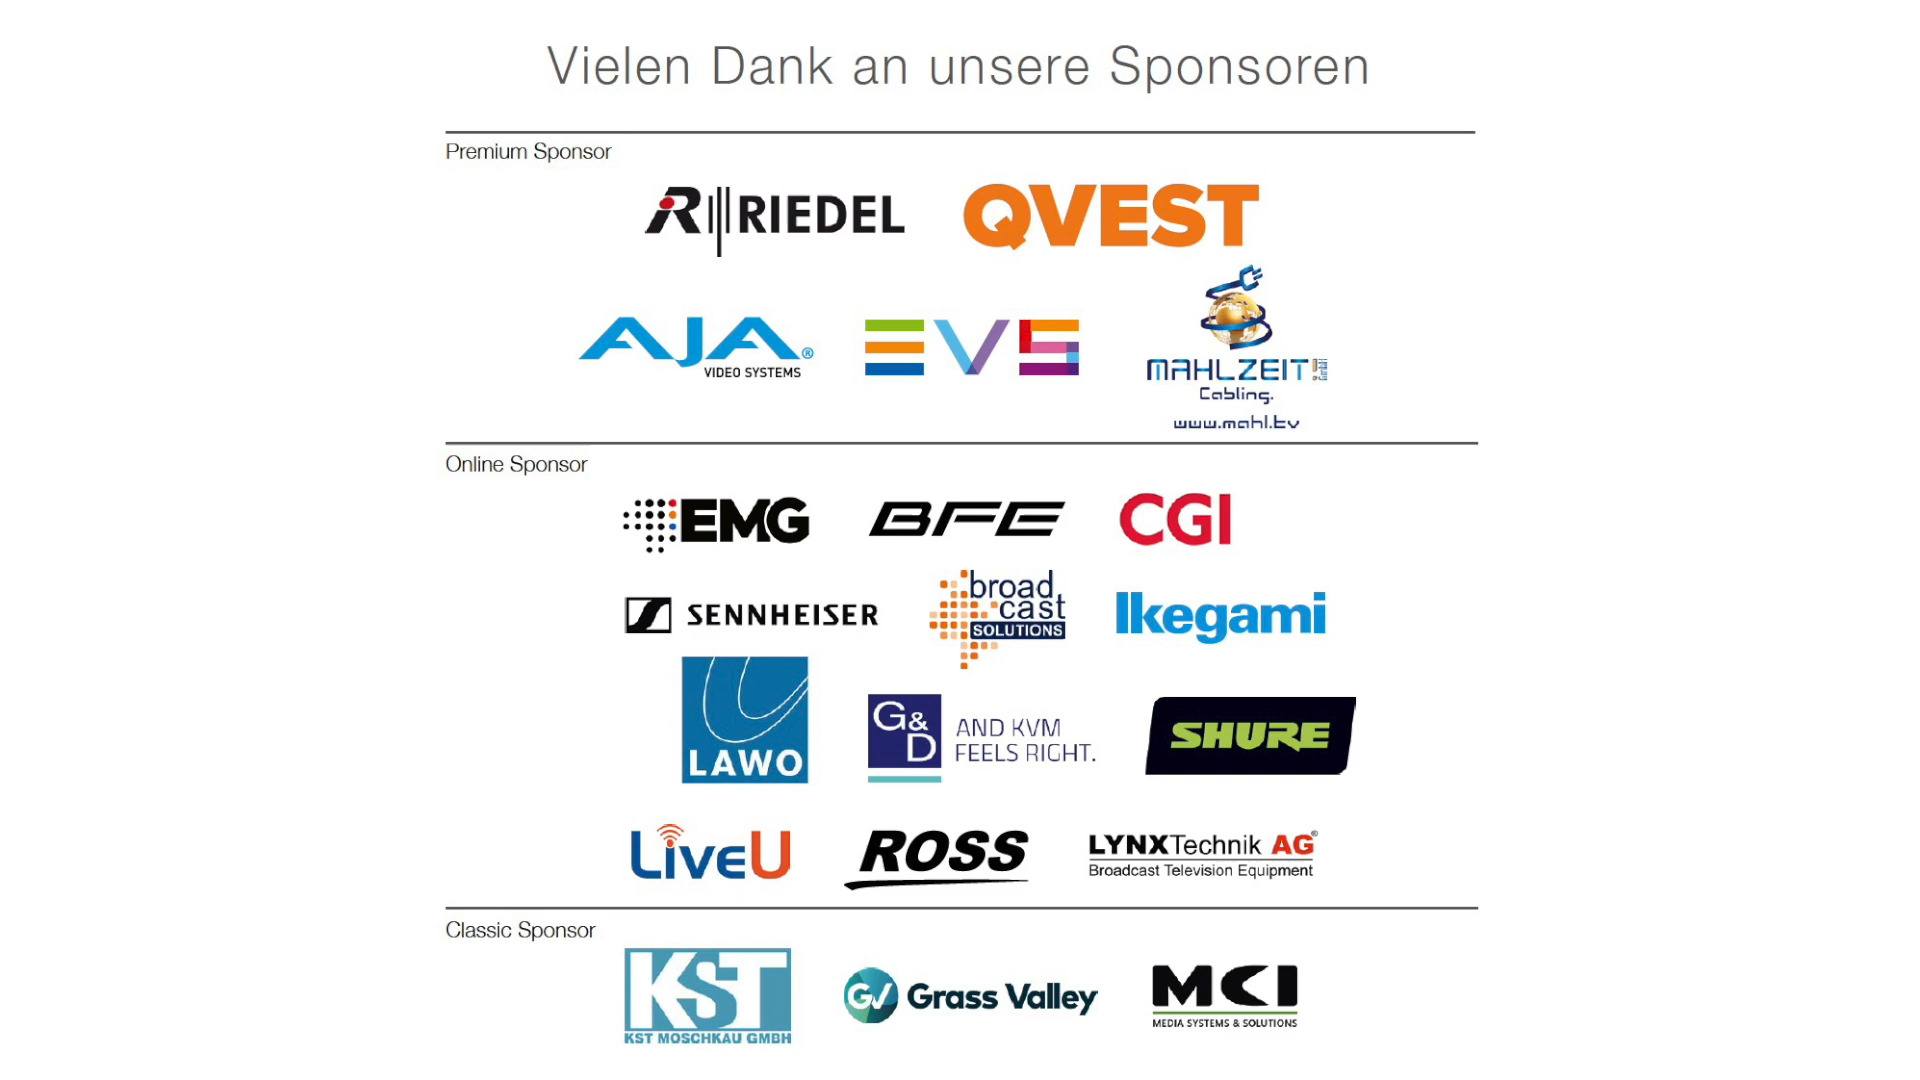 Vielen Dank an unsere Sponsoren
Premium Sponsor
RIEDEL
QVEST
AJA®
VIDEO SYSTEMS
EVS
MAHLZEIT GmbH
Cabling.
www.mahl.tv
Online Sponsor
EMG
BFE
CGI
SENNHEISER
broad
cast
SOLUTIONS
Ikegami
LAWO
G&D
AND KVM
FEELS RIGHT.
SHURE
LiveU
ROSS
LYNXTechnik AG®
Broadcast Television Equipment
Classic Sponsor
KST
KST MOSCHKAU GMBH
GV Grass Valley
MCI
MEDIA SYSTEMS & SOLUTIONS